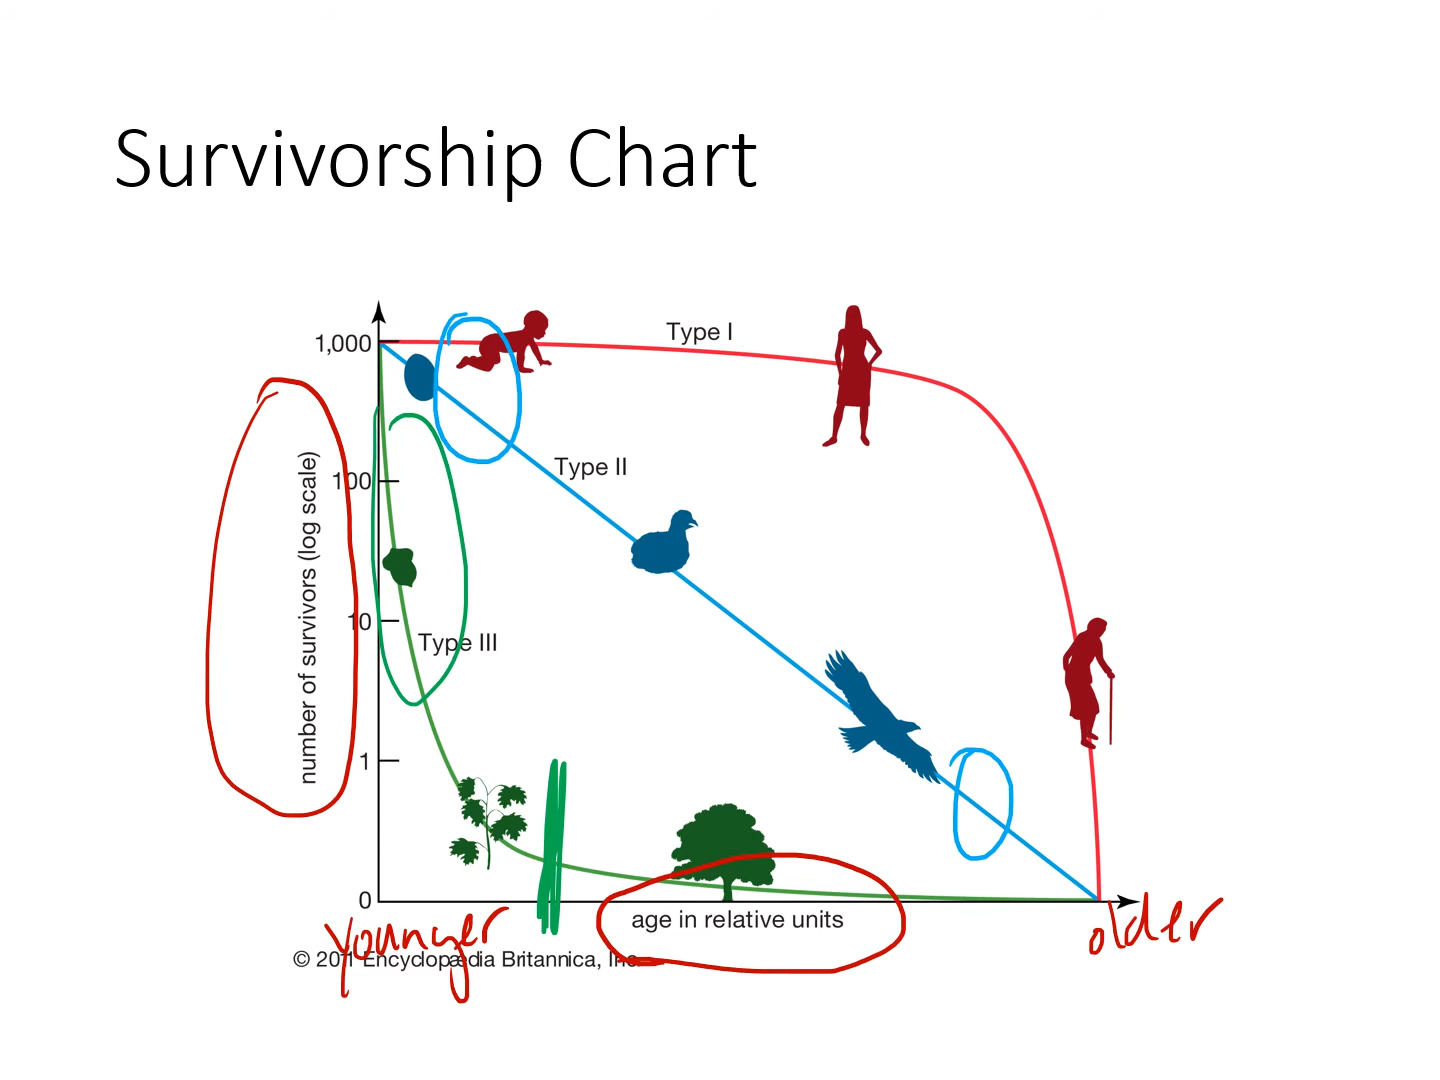 Survivorship Chart
1,000
Type I
number of survivors (log scale)
100
Type II
10
Type III
1
0
age in relative units
younger
older
© 201 Encyclopædia Britannica, Inc.